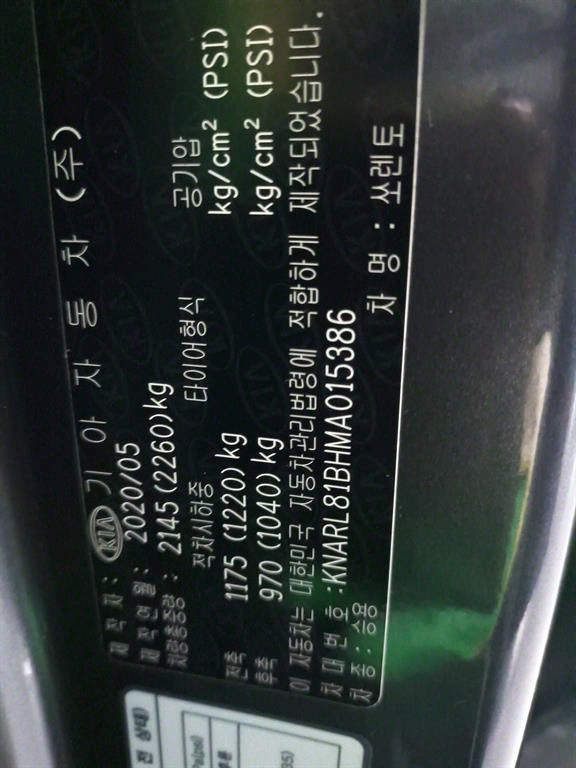 제 작 자 : KIA 기 아 자 동 차 (주)
제 작 연 월 : 2020/05
차량총중량 : 2145(2260)kg
적차시하중 타이어형식 공기압
전축 1175 (1220)kg kg/cm² (PSI)
후축 970 (1040)kg kg/cm² (PSI)
이 자동차는 대한민국 자동차관리법령에 적합하게 제작되었습니다.
차 대 번 호 :KNARL81BHMA015386
차 종 : 승용 차 명 : 쏘렌토
전 상태)